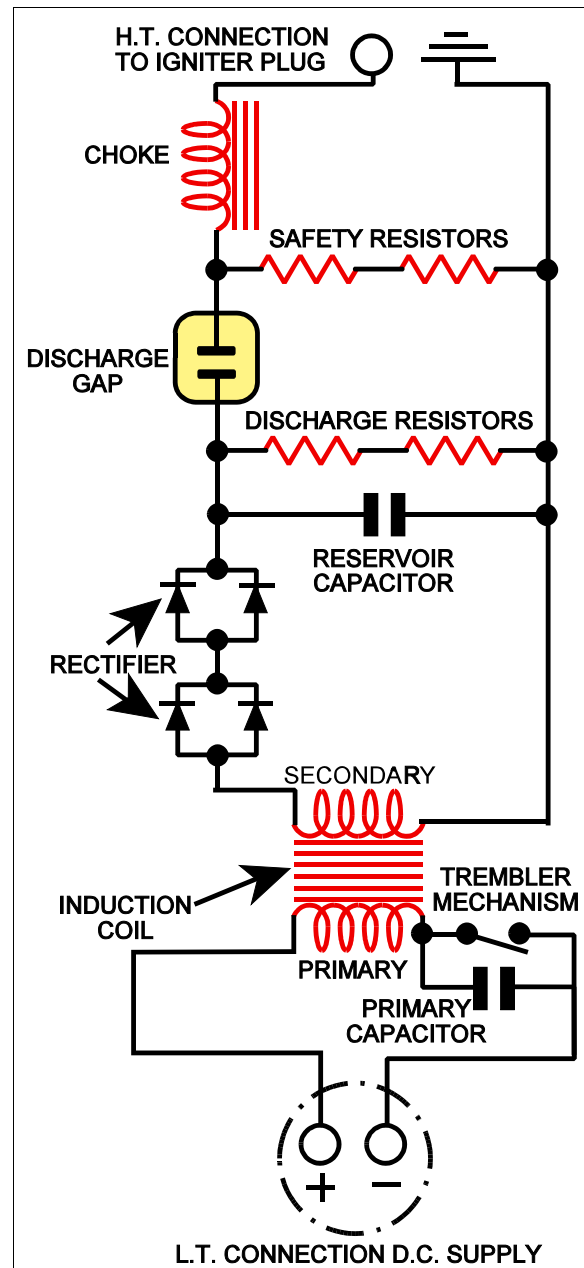 H.T. CONNECTION
TO IGNITER PLUG
CHOKE
SAFETY RESISTORS
DISCHARGE
GAP
DISCHARGE RESISTORS
RESERVOIR
CAPACITOR
RECTIFIER
SECONDARY
INDUCTION
COIL
TREMBLER
MECHANISM
PRIMARY
PRIMARY
CAPACITOR
+
−
L.T. CONNECTION D.C. SUPPLY